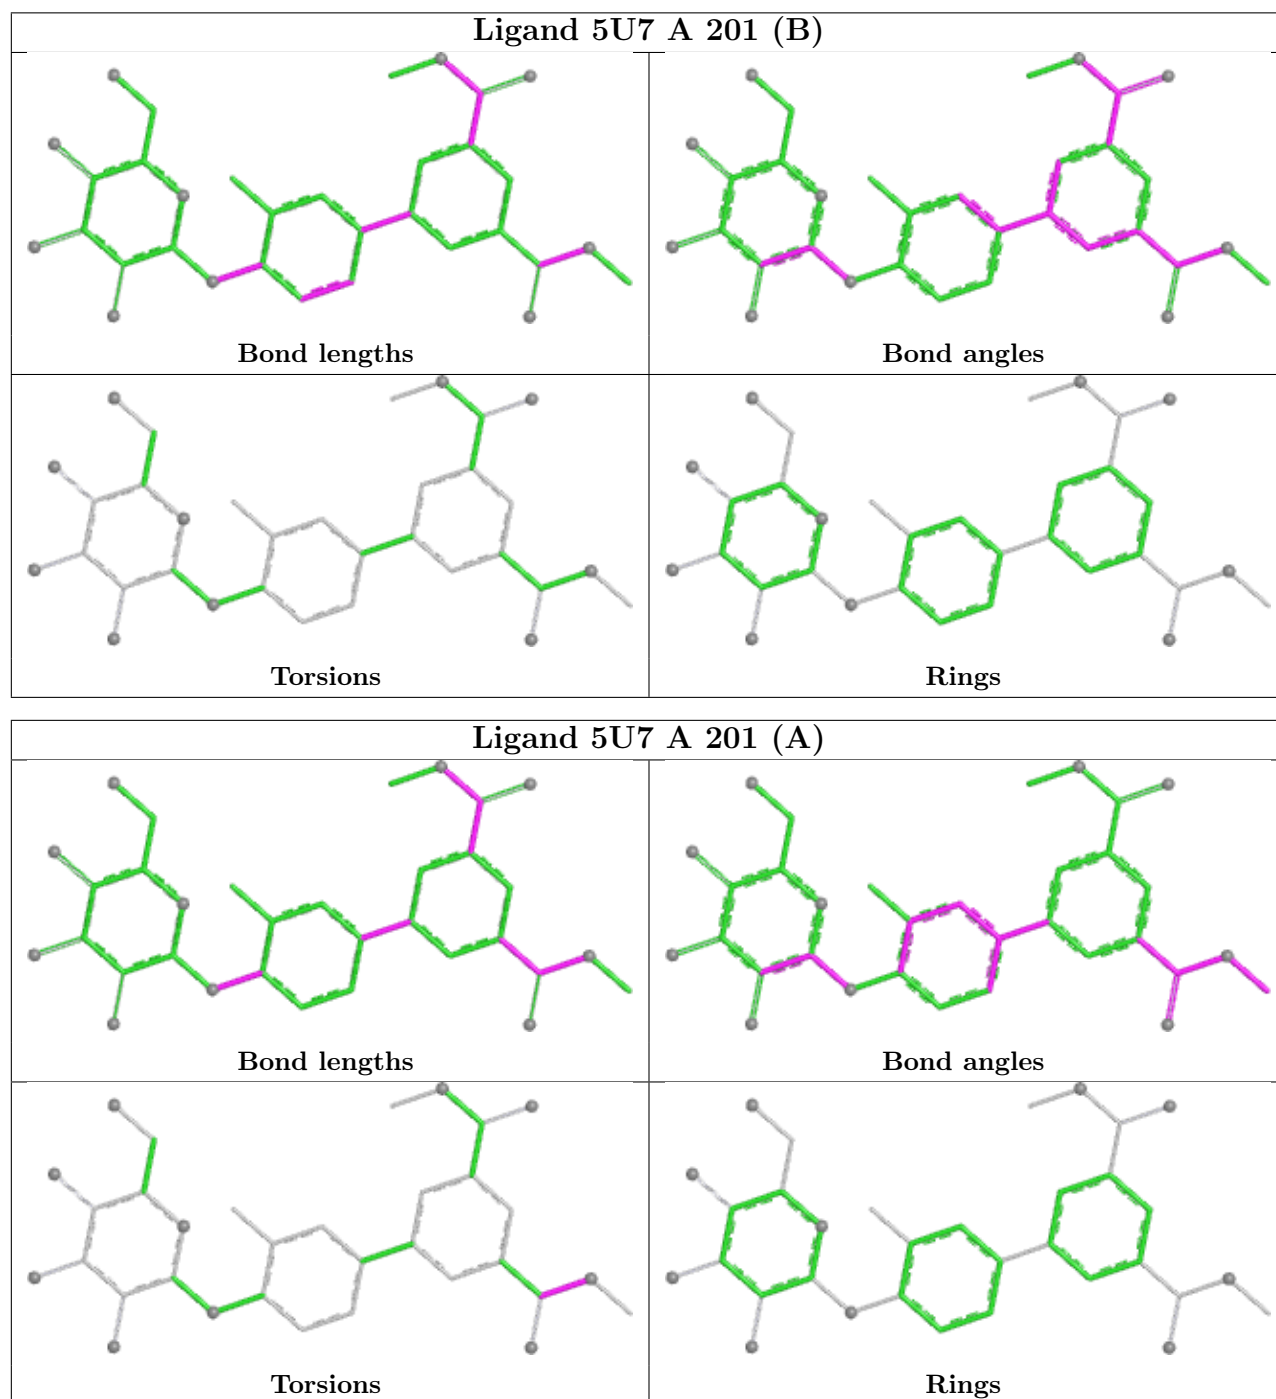 Ligand 5U7 A 201 (B)
Bond lengths
Bond angles
Torsions
Rings
Ligand 5U7 A 201 (A)
Bond lengths
Bond angles
Torsions
Rings